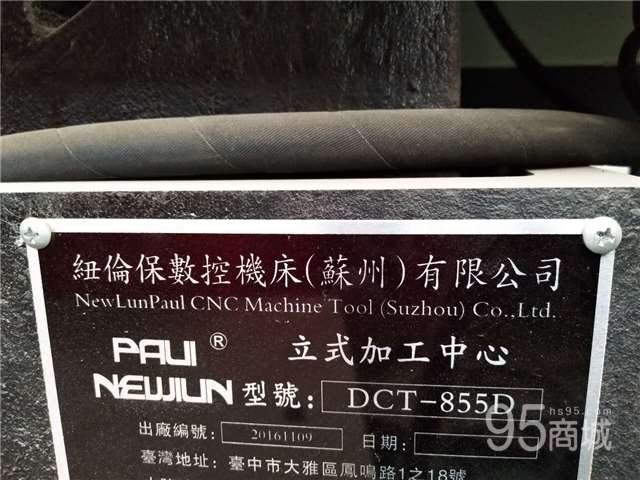 紐倫保數控機床(蘇州)有限公司
NewLunPaul CNC Machine Tool (Suzhou) Co.,Ltd.
PAUL ® 立式加工中心
NEWLUN 型號: DCT-855D
出廠編號: 20161109 日期:
臺灣地址: 臺中市大雅區鳳鳴路1之18號
hs95.com
95商城